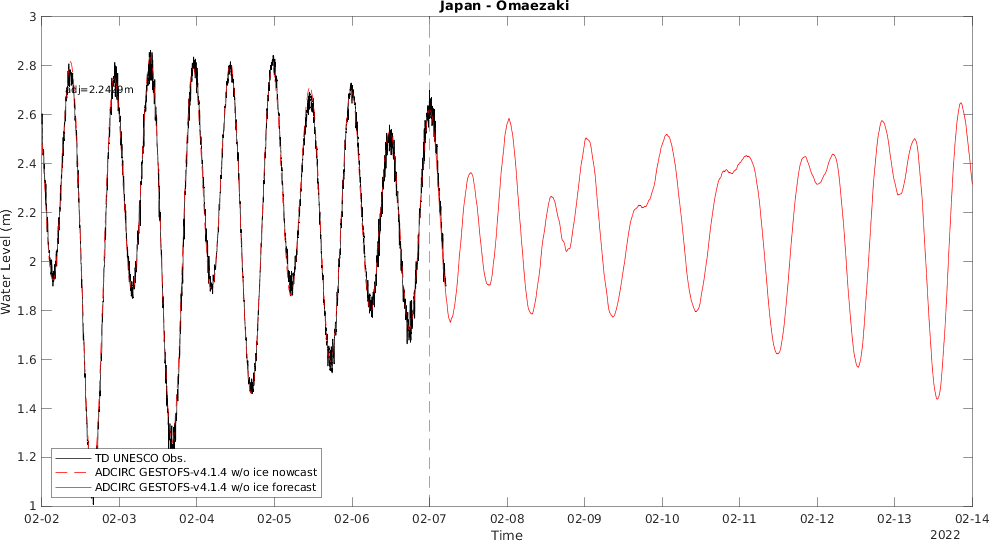 Japan - Omaezaki
3
2.8
2.6
2.4
2.2
2
1.8
1.6
1.4
1.2
1
Water Level (m)
TD UNESCO Obs.
ADCIRC GESTOFS-v4.1.4 w/o ice nowcast
ADCIRC GESTOFS-v4.1.4 w/o ice forecast
02-02 02-03 02-04 02-05 02-06 02-07 02-08 02-09 02-10 02-11 02-12 02-13 02-14
Time
2022